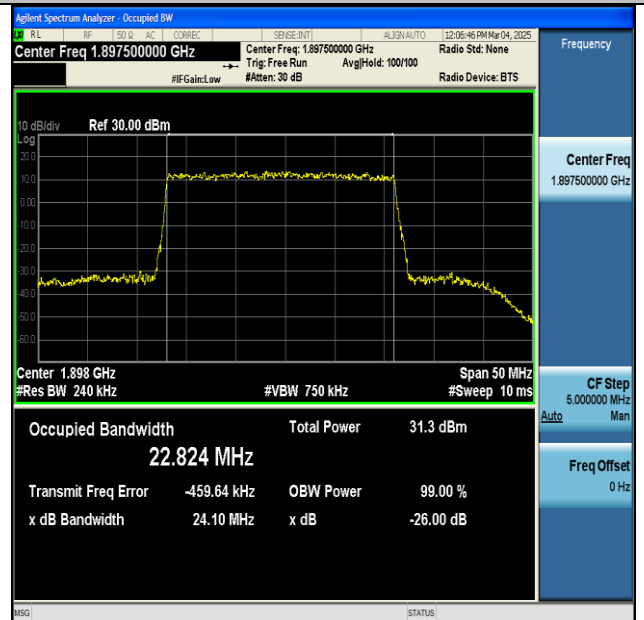 Agilent Spectrum Analyzer - Occupied BW
RL RF 50 Ω AC CORREC SENSE:INT ALIGN AUTO 12:06:46 PM Mar 04, 2025
Center Freq 1.897500000 GHz
Center Freq: 1.897500000 GHz Radio Std: None
Trig: Free Run Avg|Hold: 100/100
#IFGain:Low #Atten: 30 dB Radio Device: BTS
Frequency
10 dB/div Ref 30.00 dBm
Log
20.0
10.0
0.00
-10.0
-20.0
-30.0
-40.0
-50.0
-60.0
Center Freq
1.897500000 GHz
Center 1.898 GHz Span 50 MHz
#Res BW 240 kHz #VBW 750 kHz #Sweep 10 ms
CF Step
5.000000 MHz
Auto Man
Occupied Bandwidth Total Power 31.3 dBm
22.824 MHz
Transmit Freq Error -459.64 kHz OBW Power 99.00 %
x dB Bandwidth 24.10 MHz x dB -26.00 dB
Freq Offset
0 Hz
MSG STATUS